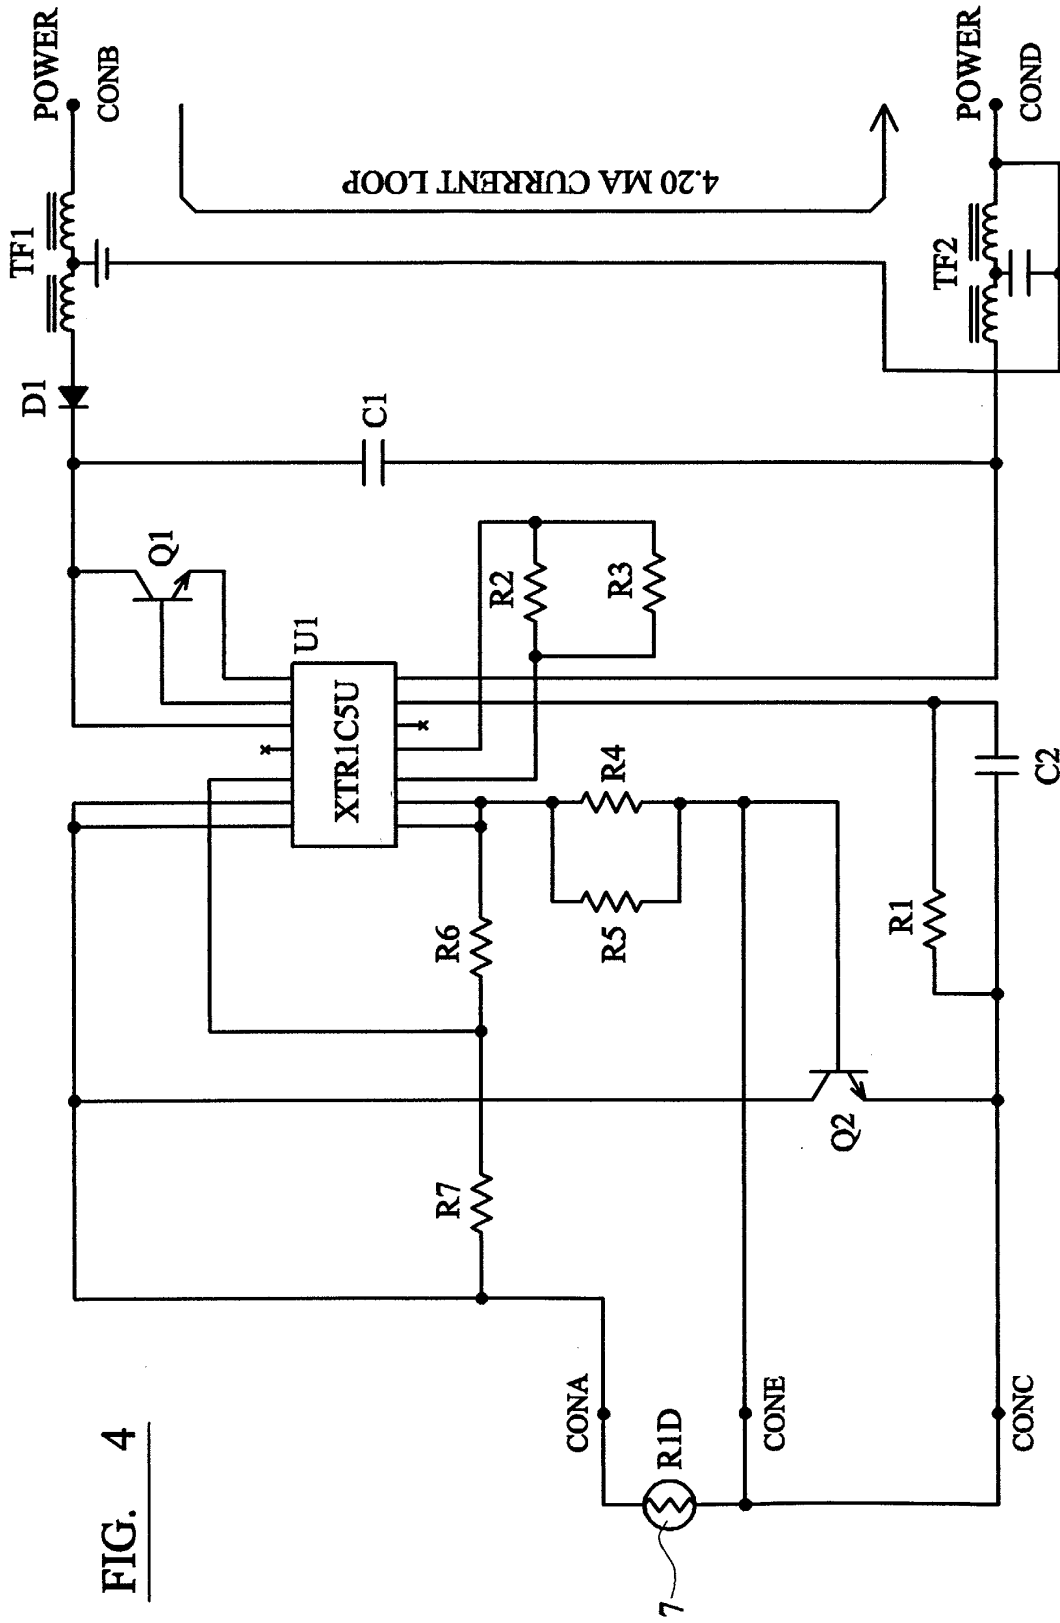 FIG. 4
POWER
CONB
TF1
D1
4.20 MA CURRENT LOOP
C1
Q1
U1
XTR1C5U
R2
R3
R4
R5
R6
R7
R1
C2
Q2
TF2
POWER
COND
CONA
R1D
7
CONE
CONC